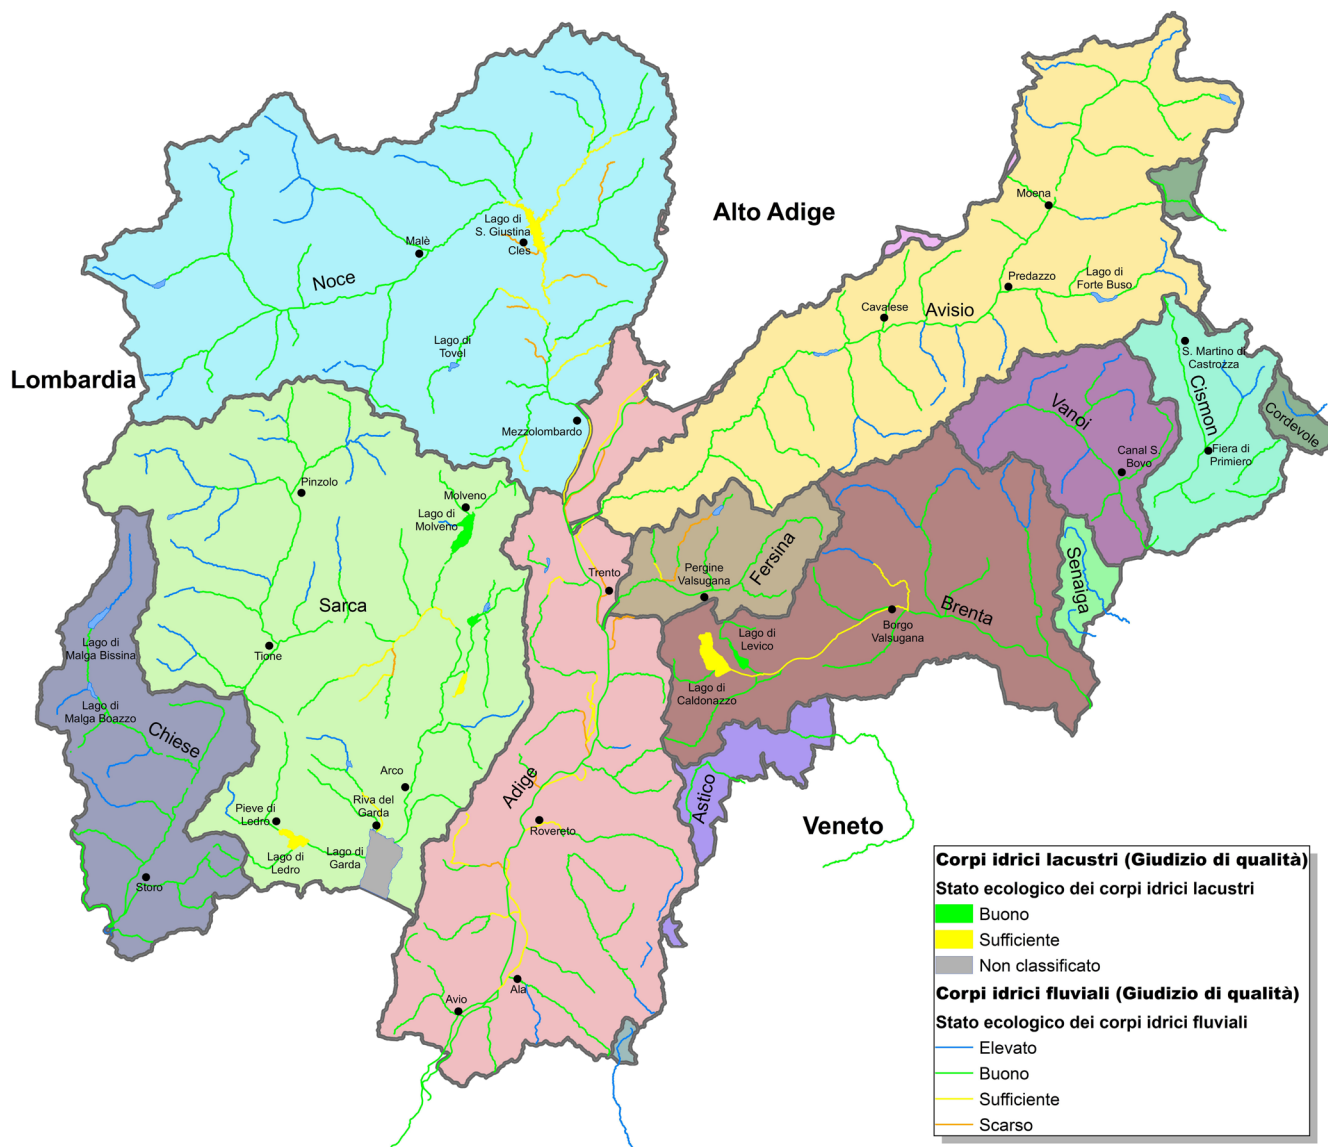 Alto Adige
Lombardia
Veneto
Noce
Malè
Lago di
S. Giustina
Cles
Lago di
Tovel
Mezzolombardo
Moena
Predazzo
Lago di
Forte Buso
Cavalese
Avisio
S. Martino di
Castrozza
Cismon
Fiera di
Primiero
Cordevole
Vanoi
Canal S.
Bovo
Senaiga
Pinzolo
Molveno
Lago di
Molveno
Sarca
Tione
Trento
Pergine
Valsugana
Fersina
Borgo
Valsugana
Brenta
Lago di
Levico
Lago di
Caldonazzo
Lago di
Malga Bissina
Lago di
Malga Boazzo
Chiese
Storo
Arco
Riva del
Garda
Pieve di
Ledro
Lago di
Ledro
Lago di
Garda
Adige
Rovereto
Astico
Ala
Avio
Corpi idrici lacustri (Giudizio di qualità)
Stato ecologico dei corpi idrici lacustri
Buono
Sufficiente
Non classificato
Corpi idrici fluviali (Giudizio di qualità)
Stato ecologico dei corpi idrici fluviali
Elevato
Buono
Sufficiente
Scarso